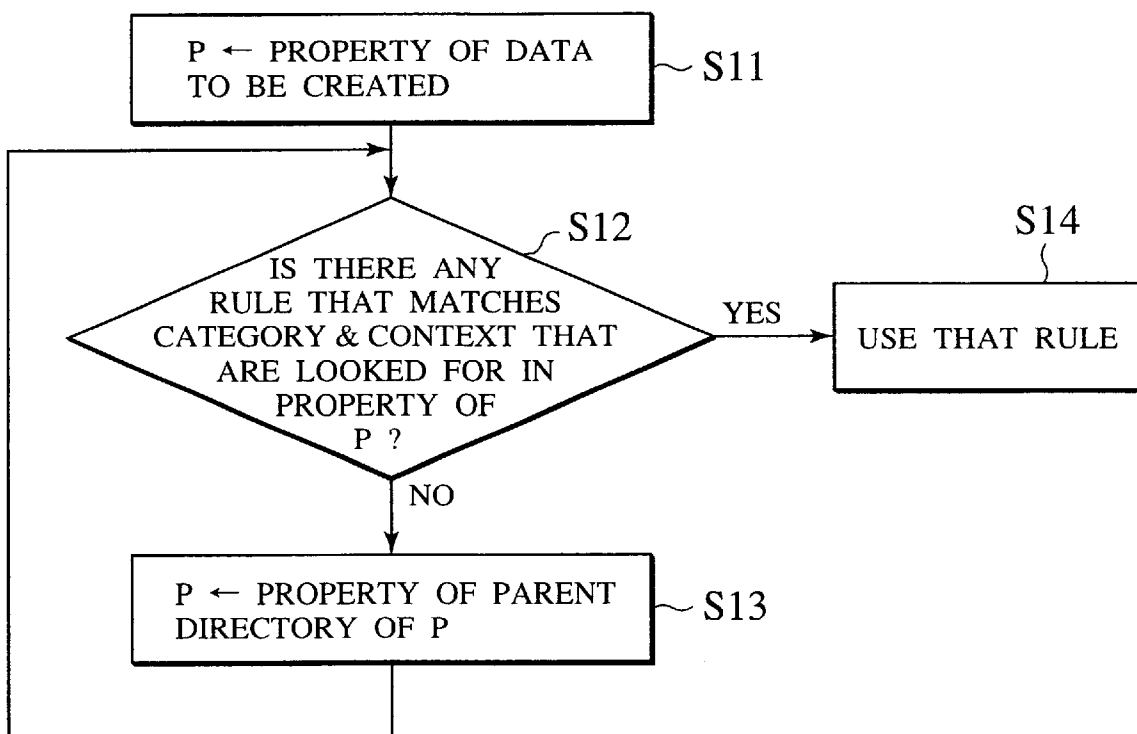 P ← PROPERTY OF DATA
TO BE CREATED
S11
S12
IS THERE ANY
RULE THAT MATCHES
CATEGORY & CONTEXT THAT
ARE LOOKED FOR IN
PROPERTY OF
P ?
YES
S14
USE THAT RULE
NO
P ← PROPERTY OF PARENT
DIRECTORY OF P
S13